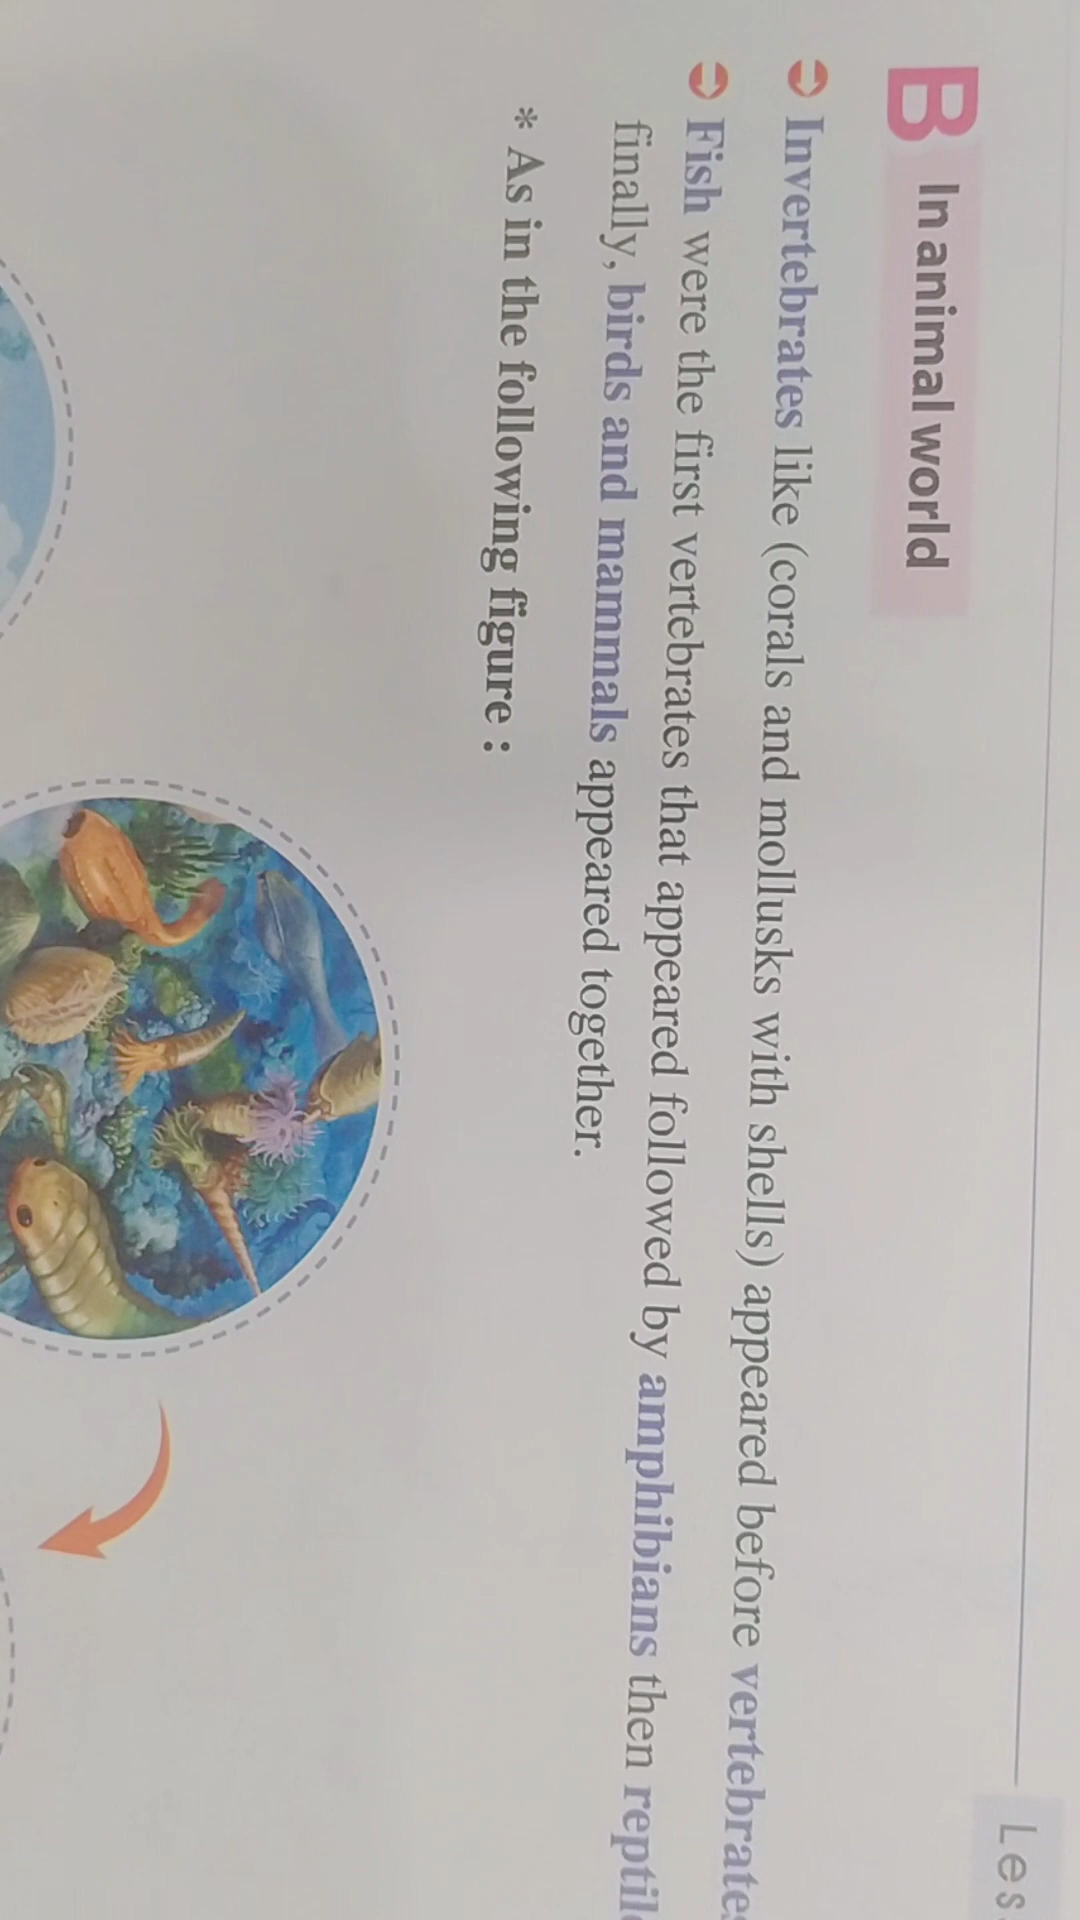 Les
B In animal world
Invertebrates like (corals and mollusks with shells) appeared before vertebrates
Fish were the first vertebrates that appeared followed by amphibians then reptil
finally, birds and mammals appeared together.
* As in the following figure :